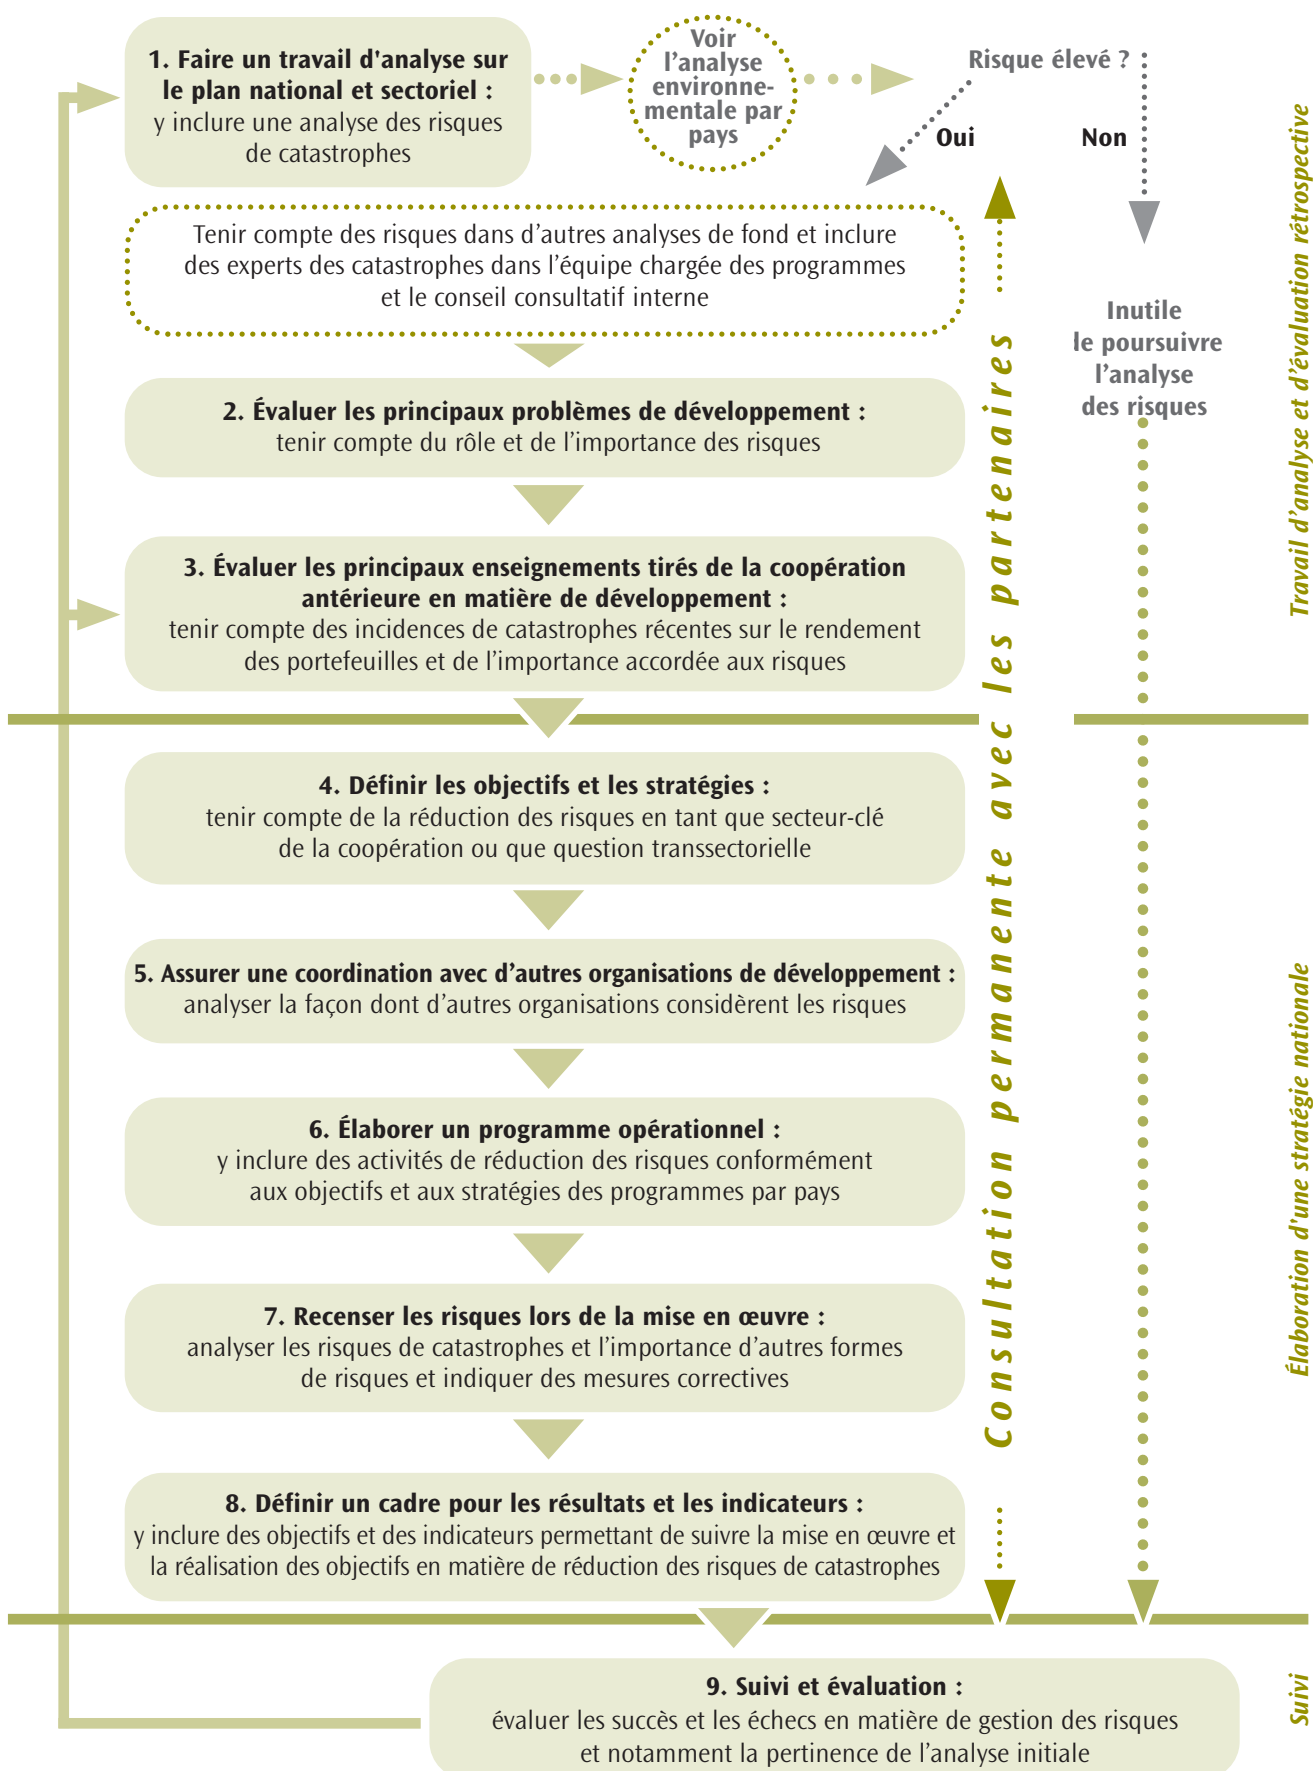 1. Faire un travail d'analyse sur
le plan national et sectoriel :
y inclure une analyse des risques
de catastrophes
Voir
l’analyse
environne-
mentale par
pays
Risque élevé ?
Oui
Non
Tenir compte des risques dans d’autres analyses de fond et inclure
des experts des catastrophes dans l’équipe chargée des programmes
et le conseil consultatif interne
Inutile
le poursuivre
l’analyse
des risques
2. Évaluer les principaux problèmes de développement :
tenir compte du rôle et de l’importance des risques
3. Évaluer les principaux enseignements tirés de la coopération
antérieure en matière de développement :
tenir compte des incidences de catastrophes récentes sur le rendement
des portefeuilles et de l’importance accordée aux risques
4. Définir les objectifs et les stratégies :
tenir compte de la réduction des risques en tant que secteur-clé
de la coopération ou que question transsectorielle
5. Assurer une coordination avec d’autres organisations de développement :
analyser la façon dont d’autres organisations considèrent les risques
6. Élaborer un programme opérationnel :
y inclure des activités de réduction des risques conformément
aux objectifs et aux stratégies des programmes par pays
7. Recenser les risques lors de la mise en œuvre :
analyser les risques de catastrophes et l’importance d’autres formes
de risques et indiquer des mesures correctives
8. Définir un cadre pour les résultats et les indicateurs :
y inclure des objectifs et des indicateurs permettant de suivre la mise en œuvre et
la réalisation des objectifs en matière de réduction des risques de catastrophes
9. Suivi et évaluation :
évaluer les succès et les échecs en matière de gestion des risques
et notamment la pertinence de l’analyse initiale
Consultation permanente avec les partenaires
Travail d’analyse et d’évaluation rétrospective
Élaboration d'une stratégie nationale
Suivi